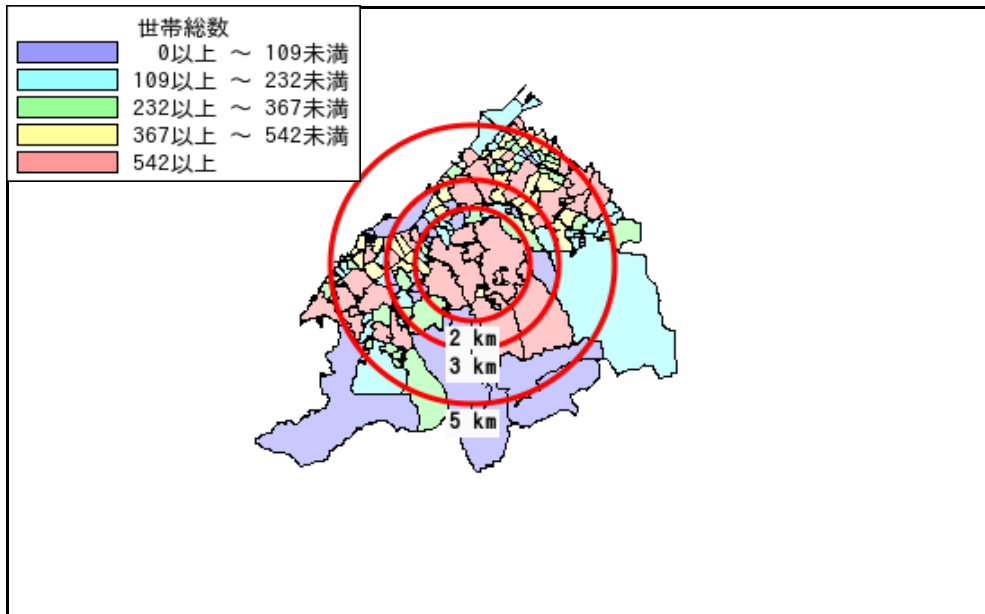 世帯総数
0以上 ～ 109未満
109以上 ～ 232未満
232以上 ～ 367未満
367以上 ～ 542未満
542以上
2 km
3 km
5 km